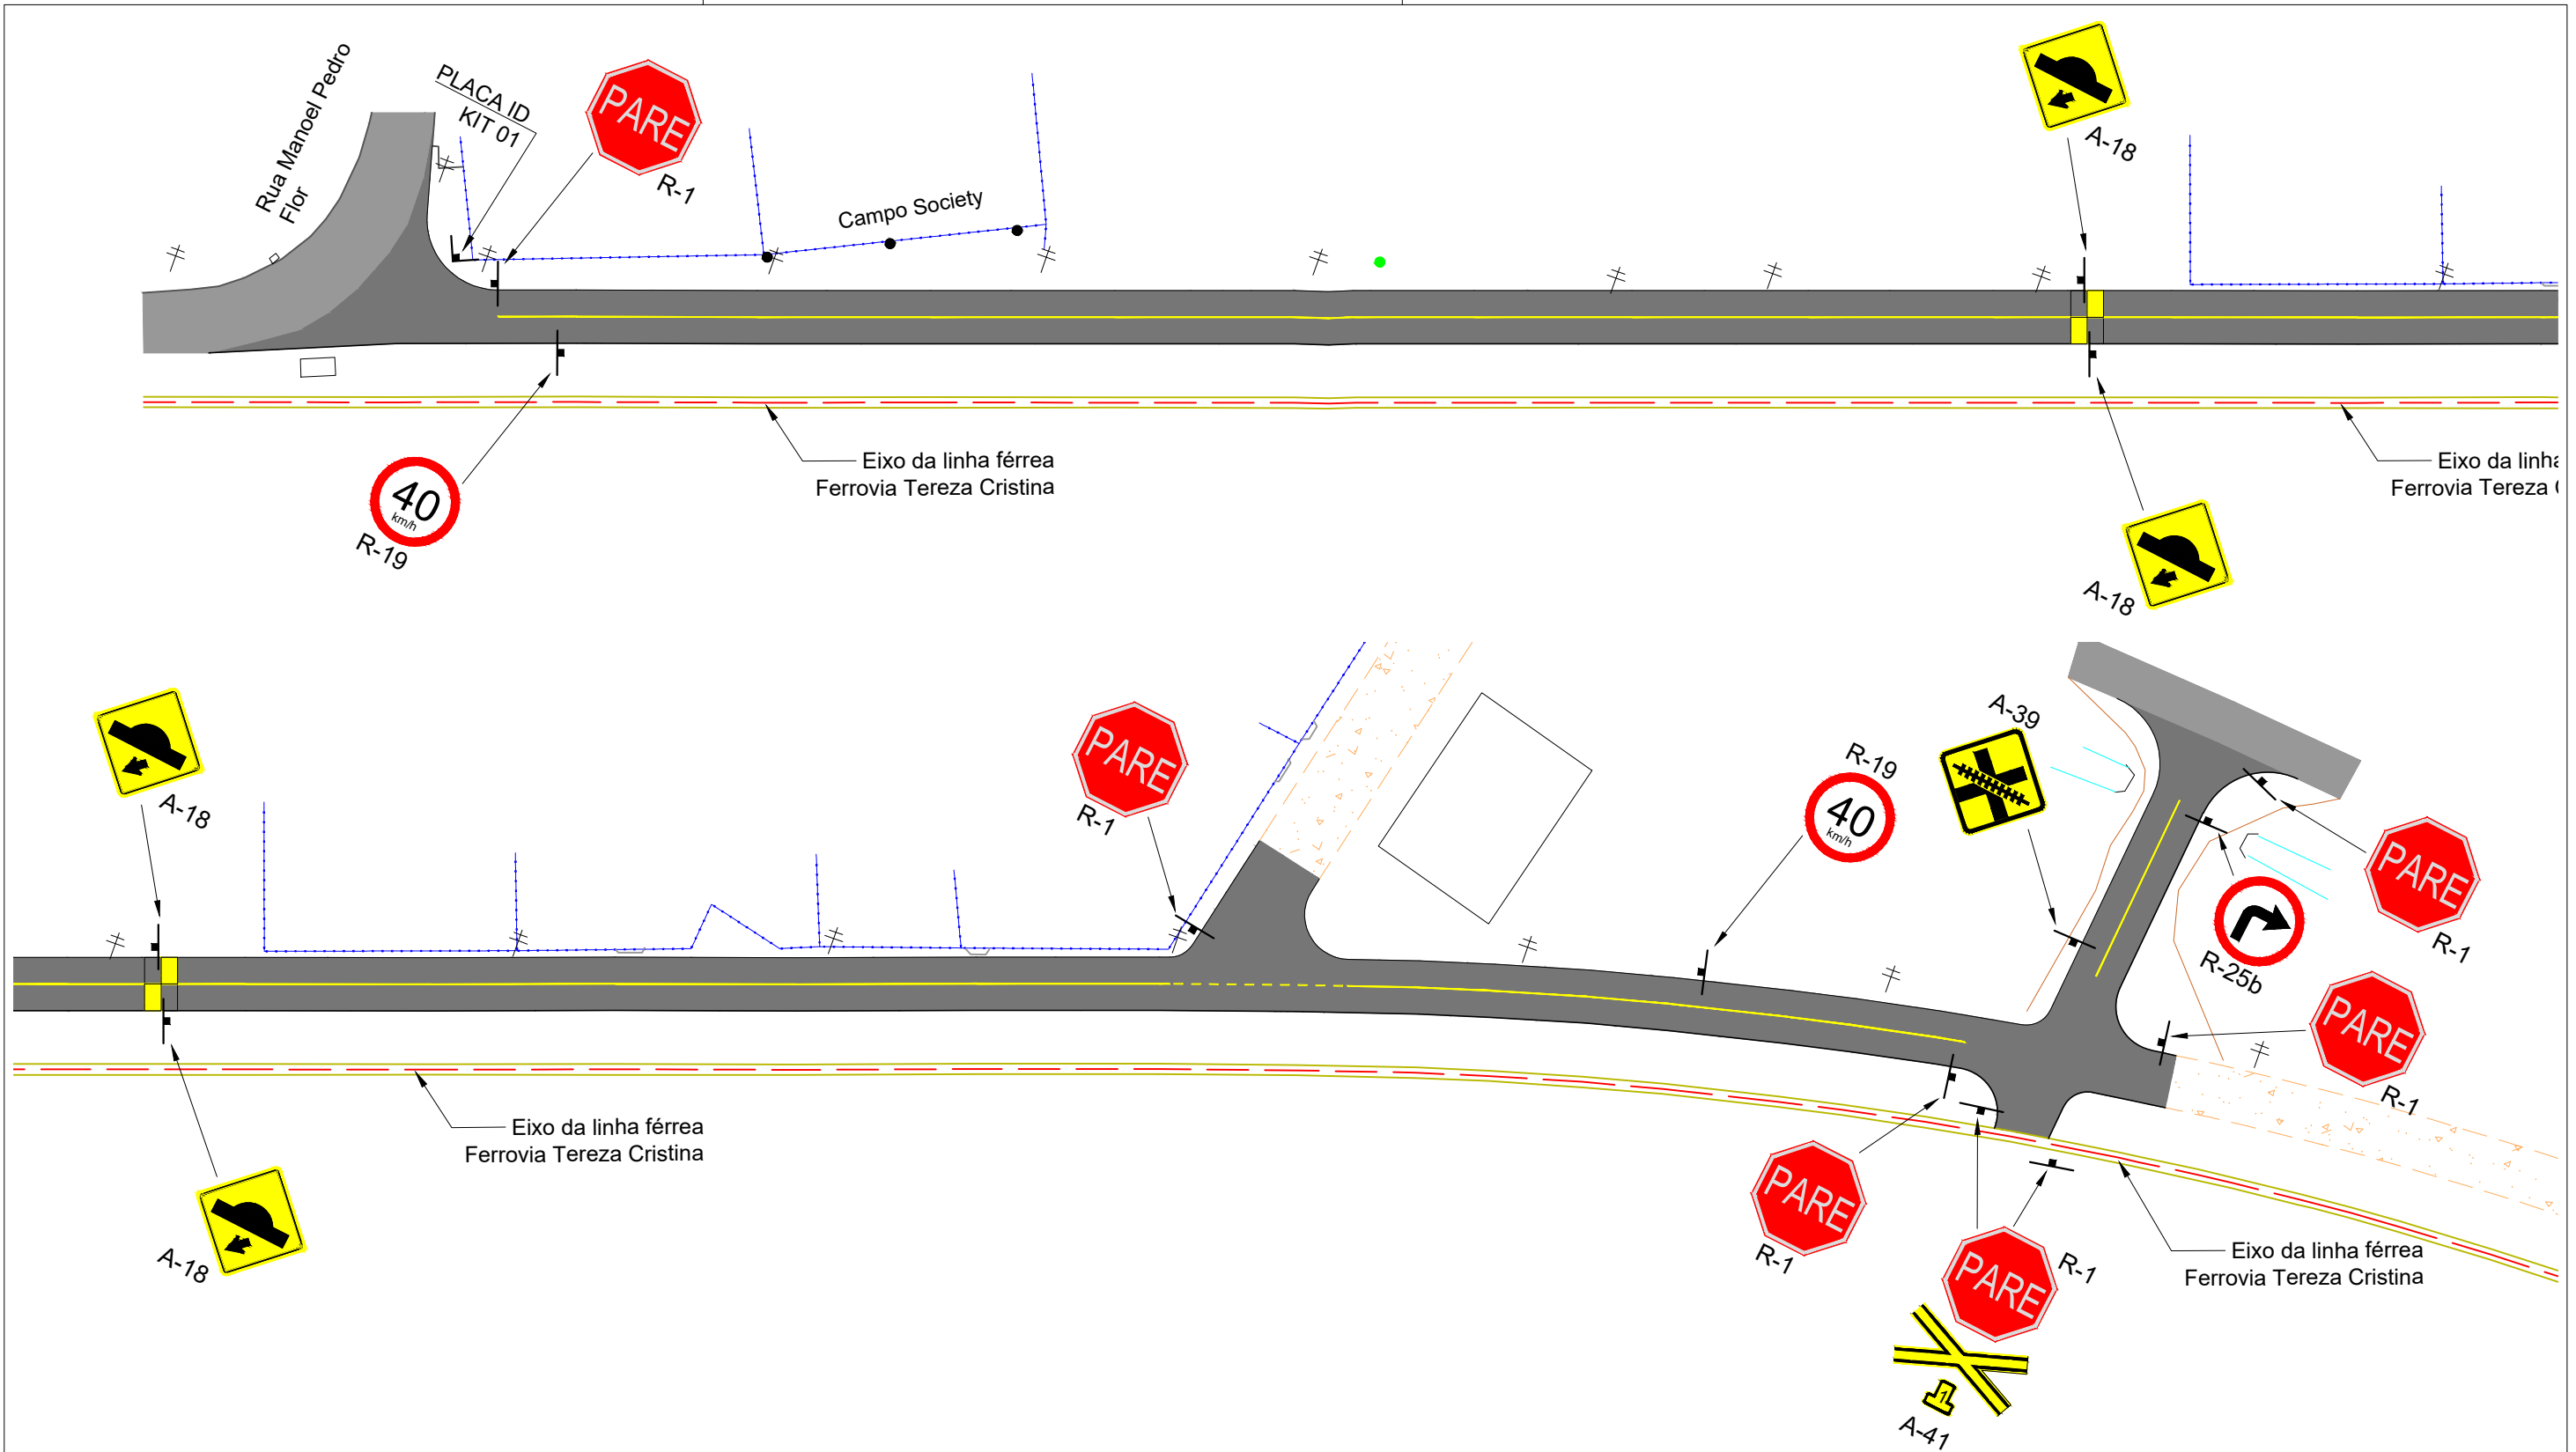 Rua Manoel Pedro
Flor
PLACA ID
KIT 01
PARE
R-1
Campo Society
A-18
40
km/h
R-19
Eixo da linha férrea
Ferrovia Tereza Cristina
Eixo da linha
Ferrovia Tereza
A-18
A-18
PARE
R-1
R-19
40
km/h
A-39
PARE
R-1
R-25b
PARE
R-1
Eixo da linha férrea
Ferrovia Tereza Cristina
A-18
PARE
R-1
PARE
R-1
Eixo da linha férrea
Ferrovia Tereza Cristina
1
A-41